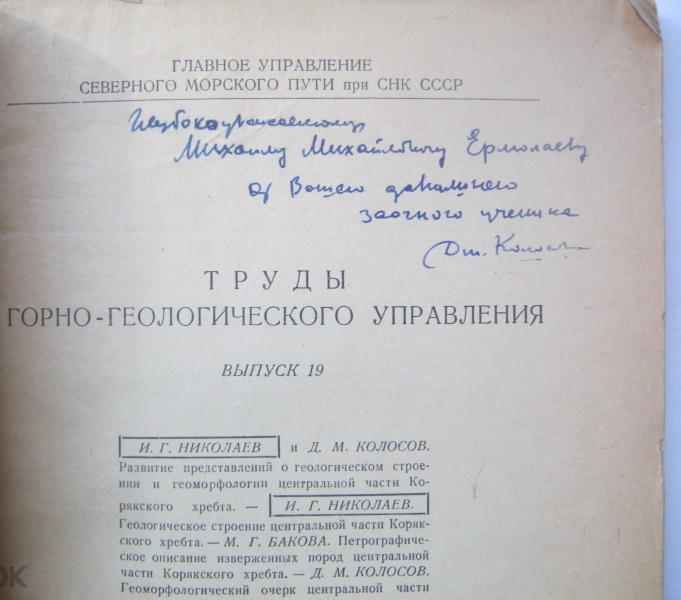 ГЛАВНОЕ УПРАВЛЕНИЕ
СЕВЕРНОГО МОРСКОГО ПУТИ при СНК СССР
Глубокоуважаемому
Михаилу Михайловичу Ермолаеву
от Вашего давнишнего
заочного ученика
Дм. Колосов
ТРУДЫ
ГОРНО-ГЕОЛОГИЧЕСКОГО УПРАВЛЕНИЯ
ВЫПУСК 19
И. Г. НИКОЛАЕВ и Д. М. КОЛОСОВ.
Развитие представлений о геологическом строе-
нии и геоморфологии центральной части Ко-
рякского хребта. — И. Г. НИКОЛАЕВ.
Геологическое строение центральной части Коряк-
ского хребта. — М. Г. БАКОВА. Петрографиче-
ское описание изверженных пород центральной
части Корякского хребта. — Д. М. КОЛОСОВ.
Геоморфологический очерк центральной части